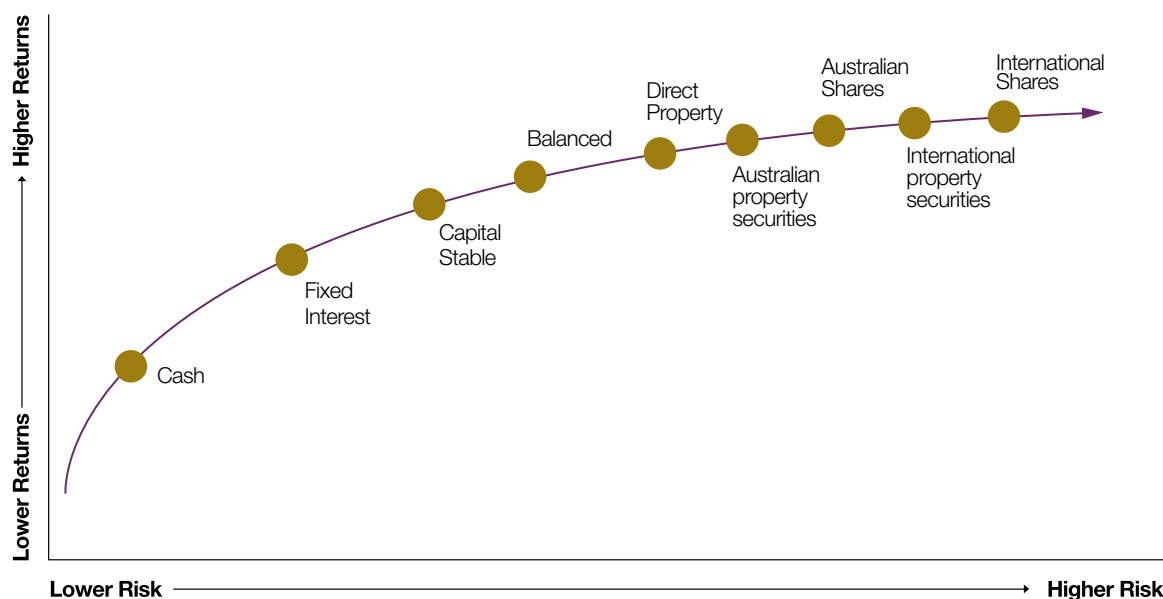 Higher Returns
Lower Returns
International
Shares
Australian
Shares
Direct
Property
Balanced
International
property
securities
Australian
property
securities
Capital
Stable
Fixed
Interest
Cash
Lower Risk
Higher Risk